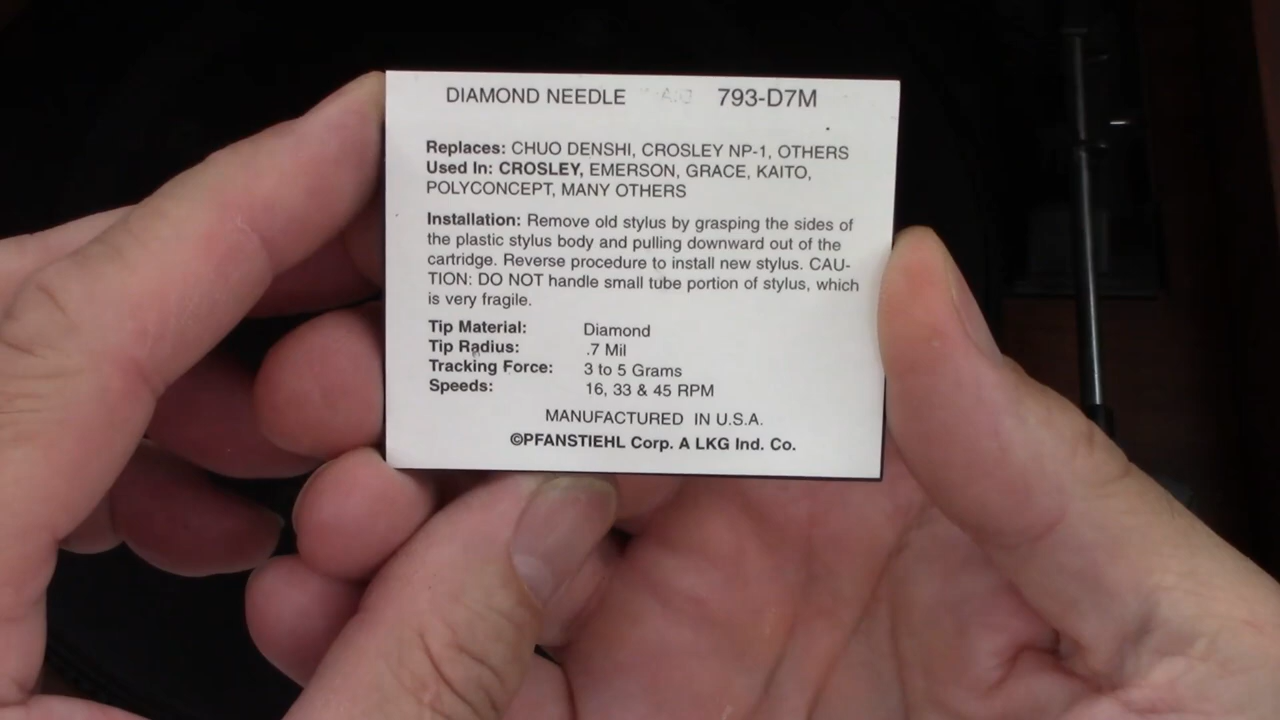 DIAMOND NEEDLE 793-D7M
Replaces: CHUO DENSHI, CROSLEY NP-1, OTHERS
Used In: CROSLEY, EMERSON, GRACE, KAITO,
POLYCONCEPT, MANY OTHERS
Installation: Remove old stylus by grasping the sides of
the plastic stylus body and pulling downward out of the
cartridge. Reverse procedure to install new stylus. CAU-
TION: DO NOT handle small tube portion of stylus, which
is very fragile.
Tip Material: Diamond
Tip Radius: .7 Mil
Tracking Force: 3 to 5 Grams
Speeds: 16, 33 & 45 RPM
MANUFACTURED IN U.S.A.
©PFANSTIEHL Corp. A LKG Ind. Co.